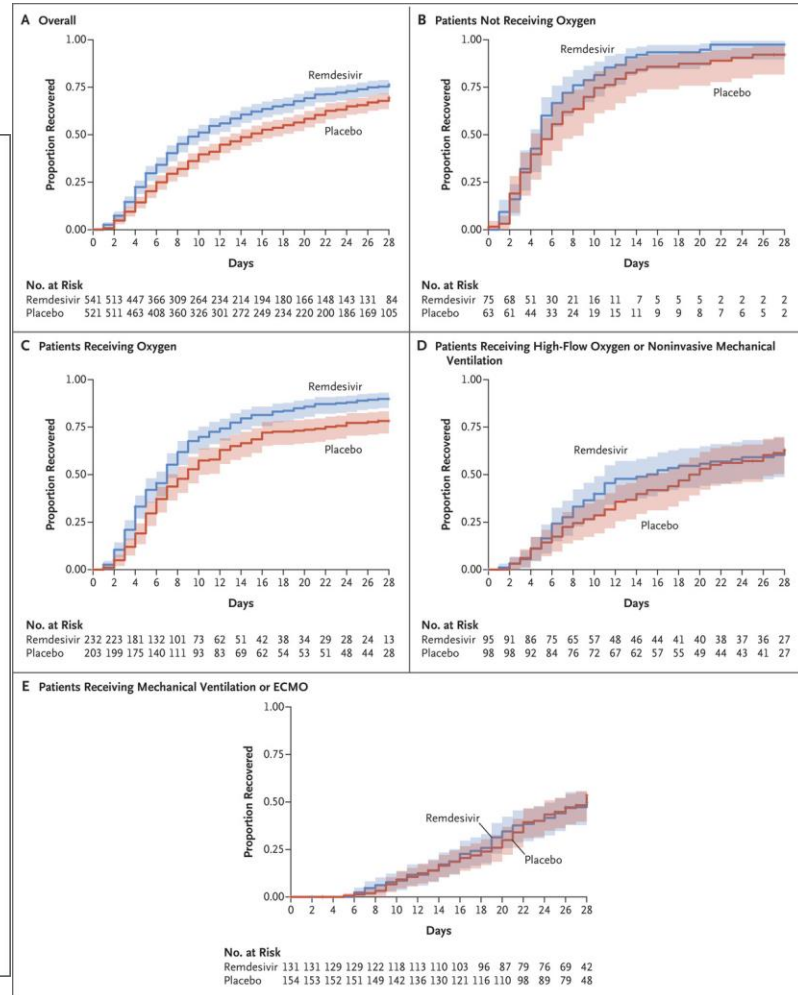 A Overall
1.00
0.75
0.50
0.25
0.00
Proportion Recovered
Remdesivir
Placebo
0 2 4 6 8 10 12 14 16 18 20 22 24 26 28
Days
No. at Risk
Remdesivir 541 513 447 366 309 264 234 214 194 180 166 148 143 131 84
Placebo 521 511 463 408 360 326 301 272 249 234 220 200 186 169 105
B Patients Not Receiving Oxygen
1.00
0.75
0.50
0.25
0.00
Proportion Recovered
Remdesivir
Placebo
0 2 4 6 8 10 12 14 16 18 20 22 24 26 28
Days
No. at Risk
Remdesivir 75 68 51 30 21 16 11 7 5 5 5 2 2 2 2
Placebo 63 61 44 33 24 19 15 11 9 9 8 7 6 5 2
C Patients Receiving Oxygen
1.00
0.75
0.50
0.25
0.00
Proportion Recovered
Remdesivir
Placebo
0 2 4 6 8 10 12 14 16 18 20 22 24 26 28
Days
No. at Risk
Remdesivir 232 223 181 132 101 73 62 51 42 38 34 29 28 24 13
Placebo 203 199 175 140 111 93 83 69 62 54 53 51 48 44 28
D Patients Receiving High-Flow Oxygen or Noninvasive Mechanical
Ventilation
1.00
0.75
0.50
0.25
0.00
Proportion Recovered
Remdesivir
Placebo
0 2 4 6 8 10 12 14 16 18 20 22 24 26 28
Days
No. at Risk
Remdesivir 95 91 86 75 65 57 48 46 44 41 40 38 37 36 27
Placebo 98 98 92 84 76 72 67 62 57 55 49 44 43 41 27
E Patients Receiving Mechanical Ventilation or ECMO
1.00
0.75
0.50
0.25
0.00
Proportion Recovered
Remdesivir
Placebo
0 2 4 6 8 10 12 14 16 18 20 22 24 26 28
Days
No. at Risk
Remdesivir 131 131 129 129 122 118 113 110 103 96 87 79 76 69 42
Placebo 154 153 152 151 149 142 136 130 121 116 110 98 89 79 48